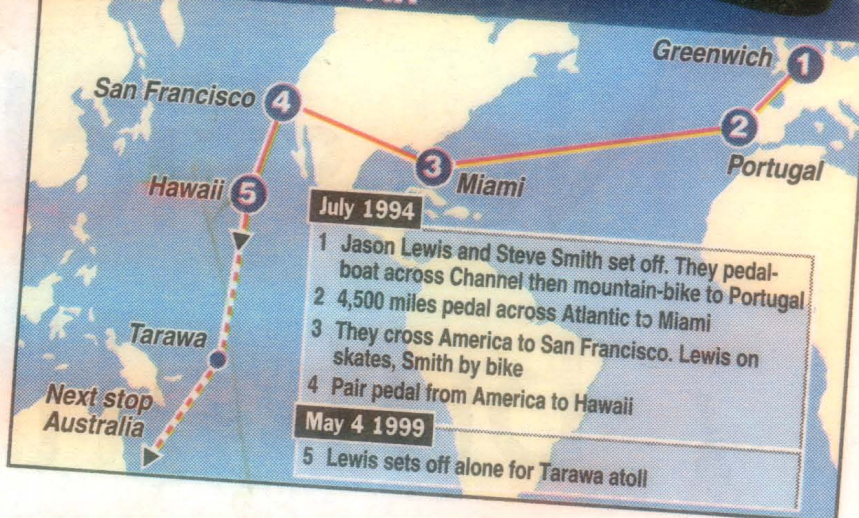 Greenwich 1
San Francisco 4
2
3
Miami
Portugal
Hawaii 5
July 1994
1 Jason Lewis and Steve Smith set off. They pedal-
boat across Channel then mountain-bike to Portugal
2 4,500 miles pedal across Atlantic to Miami
3 They cross America to San Francisco. Lewis on
skates, Smith by bike
4 Pair pedal from America to Hawaii
May 4 1999
5 Lewis sets off alone for Tarawa atoll
Tarawa
Next stop
Australia